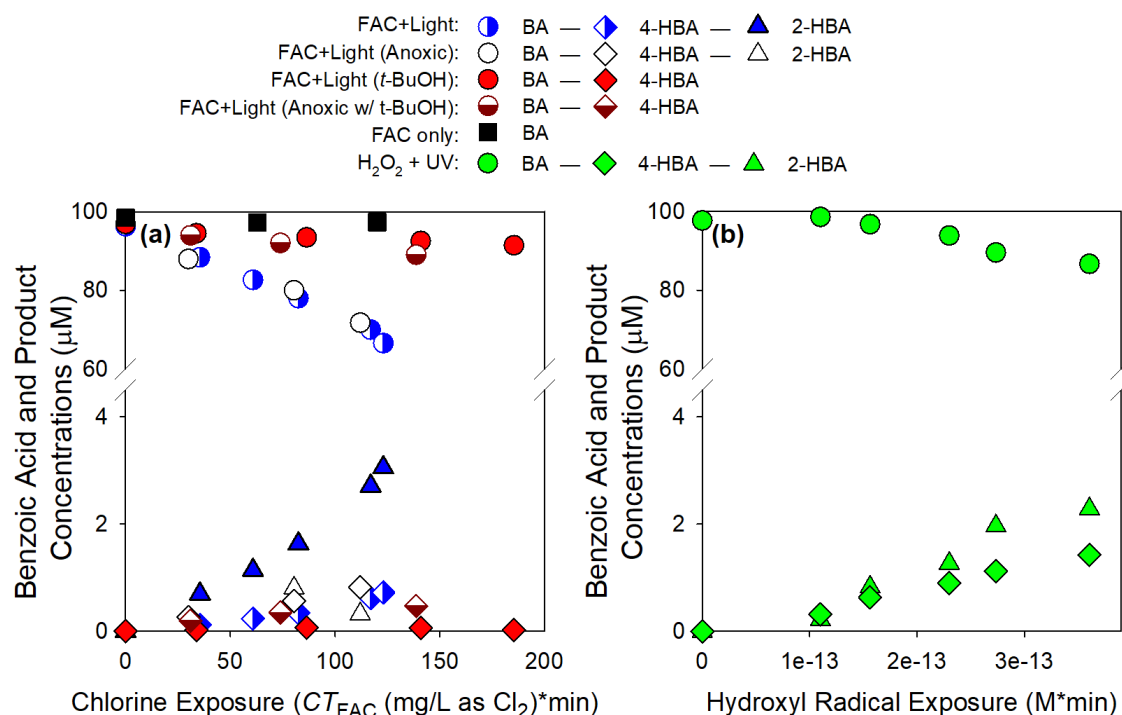 FAC+Light: BA — 4-HBA — 2-HBA
FAC+Light (Anoxic): BA — 4-HBA — 2-HBA
FAC+Light (t-BuOH): BA — 4-HBA
FAC+Light (Anoxic w/ t-BuOH): BA — 4-HBA
FAC only: BA
H₂O₂ + UV: BA — 4-HBA — 2-HBA
Benzoic Acid and Product
Concentrations (μM)
100
80
60
4
2
0
(a)
0 50 100 150 200
Chlorine Exposure (CT_FAC (mg/L as Cl₂)*min)
Benzoic Acid and Product
Concentrations (μM)
100
80
60
4
2
0
(b)
0 1e-13 2e-13 3e-13
Hydroxyl Radical Exposure (M*min)